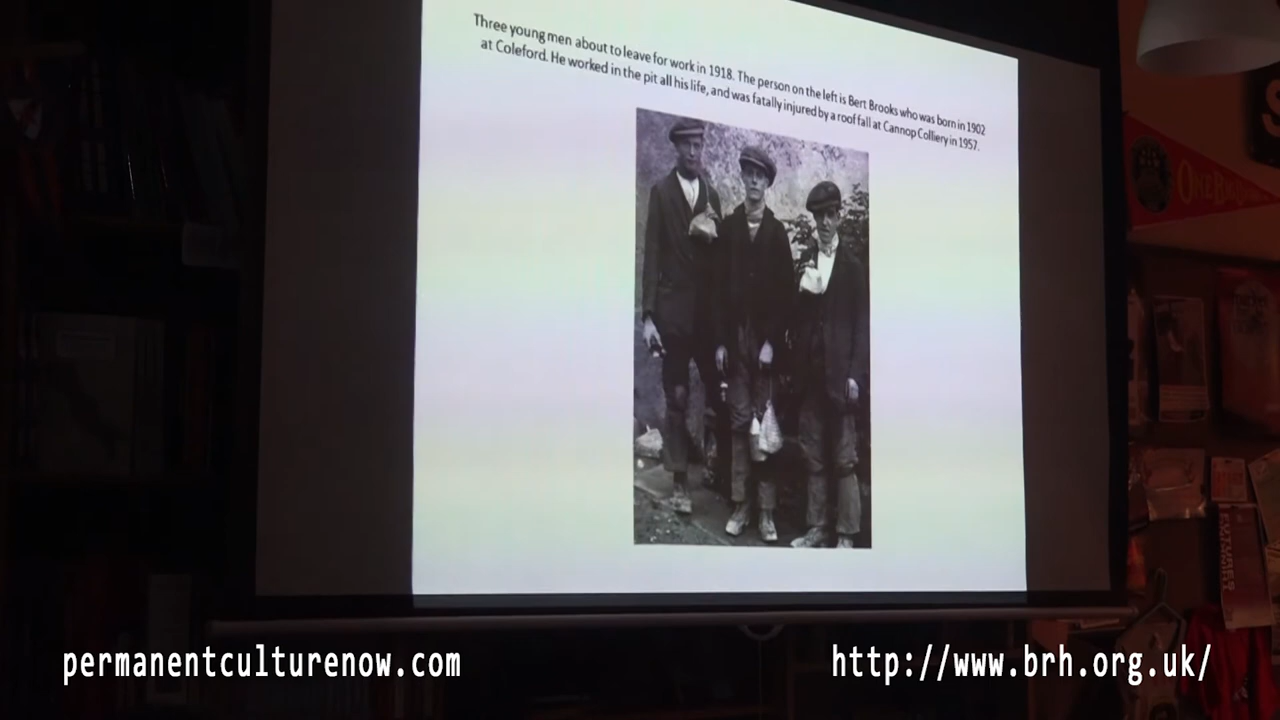 Three young men about to leave for work in 1918. The person on the left is Bert Brooks who was born in 1902
at Coleford. He worked in the pit all his life, and was fatally injured by a roof fall at Cannop Colliery in 1957.
permanentculturenow.com
http://www.brh.org.uk/